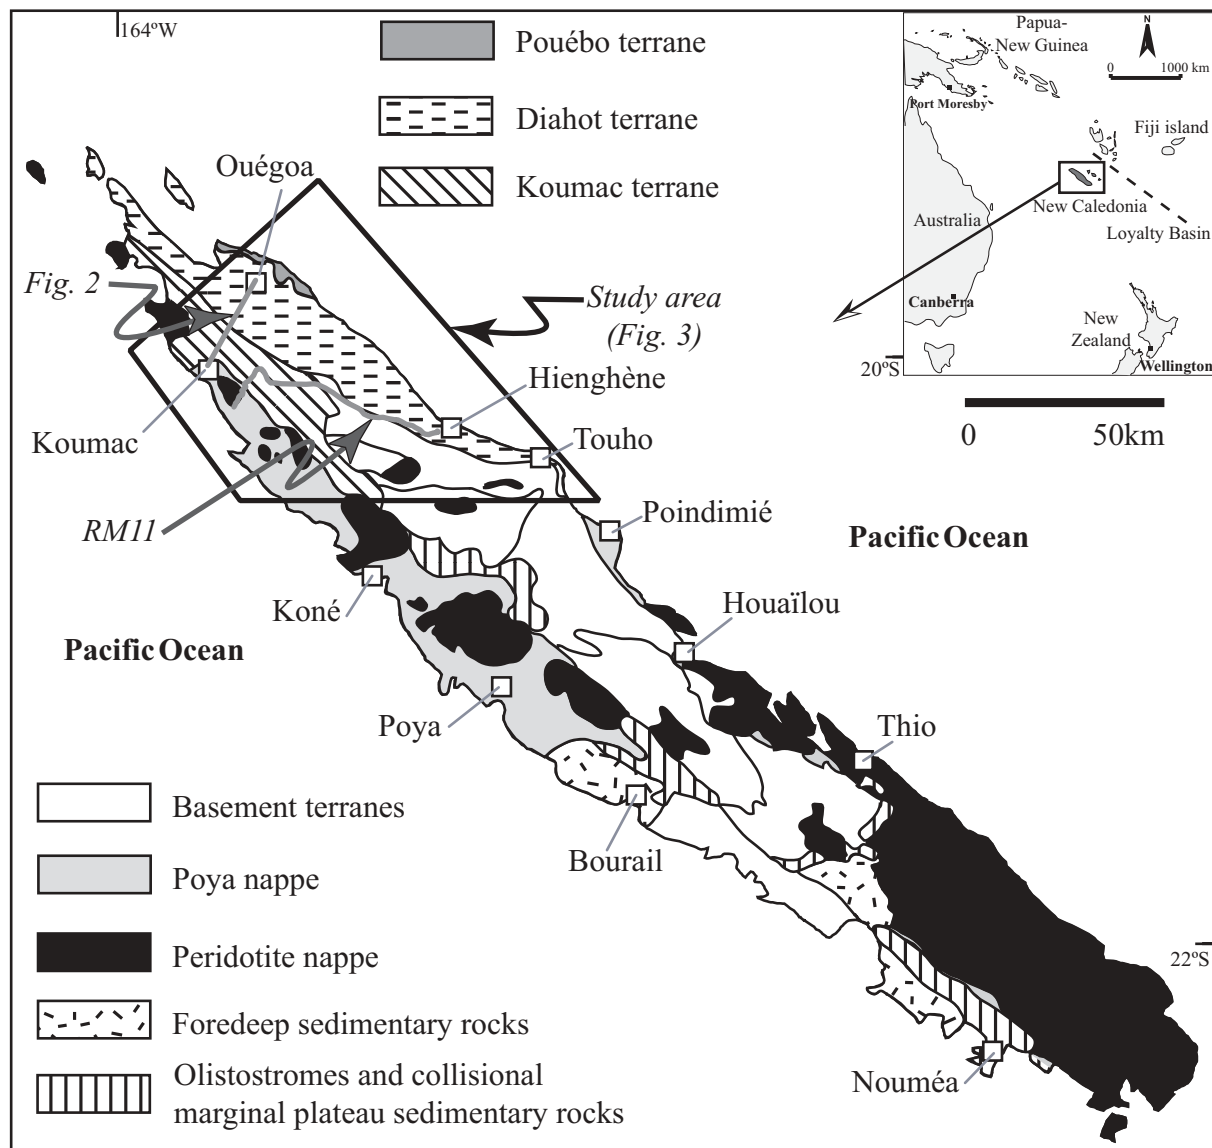 164ºW
Pouébo terrane
Diahot terrane
Koumac terrane
Papua-
New Guinea
N
0 1000 km
Port Moresby
Fiji island
New Caledonia
Australia
Loyalty Basin
Canberra
New
Zealand
Wellington
20ºS
0 50km
Ouégoa
Fig. 2
Study area
(Fig. 3)
Hienghène
Koumac
Touho
RM11
Poindimié
Pacific Ocean
Koné
Houaïlou
Pacific Ocean
Poya
Thio
Bourail
22ºS
Nouméa
Basement terranes
Poya nappe
Peridotite nappe
Foredeep sedimentary rocks
Olistostromes and collisional
marginal plateau sedimentary rocks